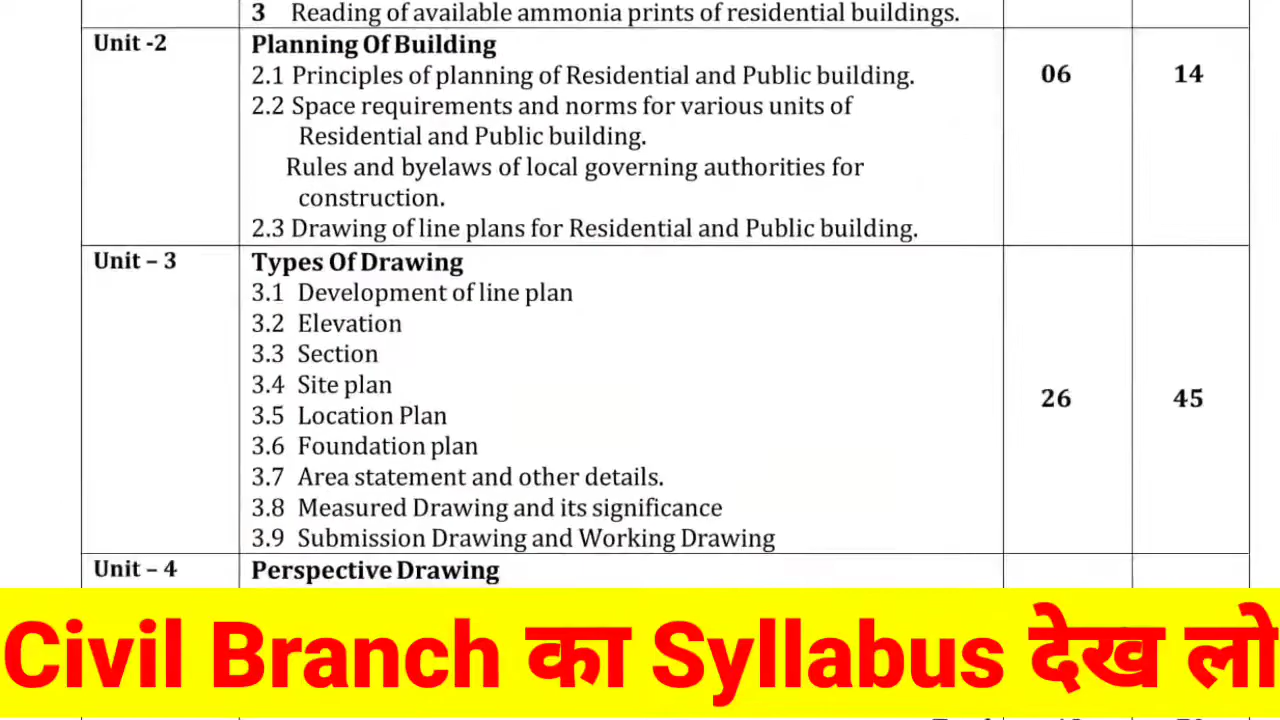 3 Reading of available ammonia prints of residential buildings.
Unit -2 Planning Of Building
2.1 Principles of planning of Residential and Public building. 06 14
2.2 Space requirements and norms for various units of
Residential and Public building.
Rules and byelaws of local governing authorities for
construction.
2.3 Drawing of line plans for Residential and Public building.
Unit – 3 Types Of Drawing
3.1 Development of line plan
3.2 Elevation
3.3 Section
3.4 Site plan
26 45
3.5 Location Plan
3.6 Foundation plan
3.7 Area statement and other details.
3.8 Measured Drawing and its significance
3.9 Submission Drawing and Working Drawing
Unit – 4 Perspective Drawing
Civil Branch का Syllabus देख लो